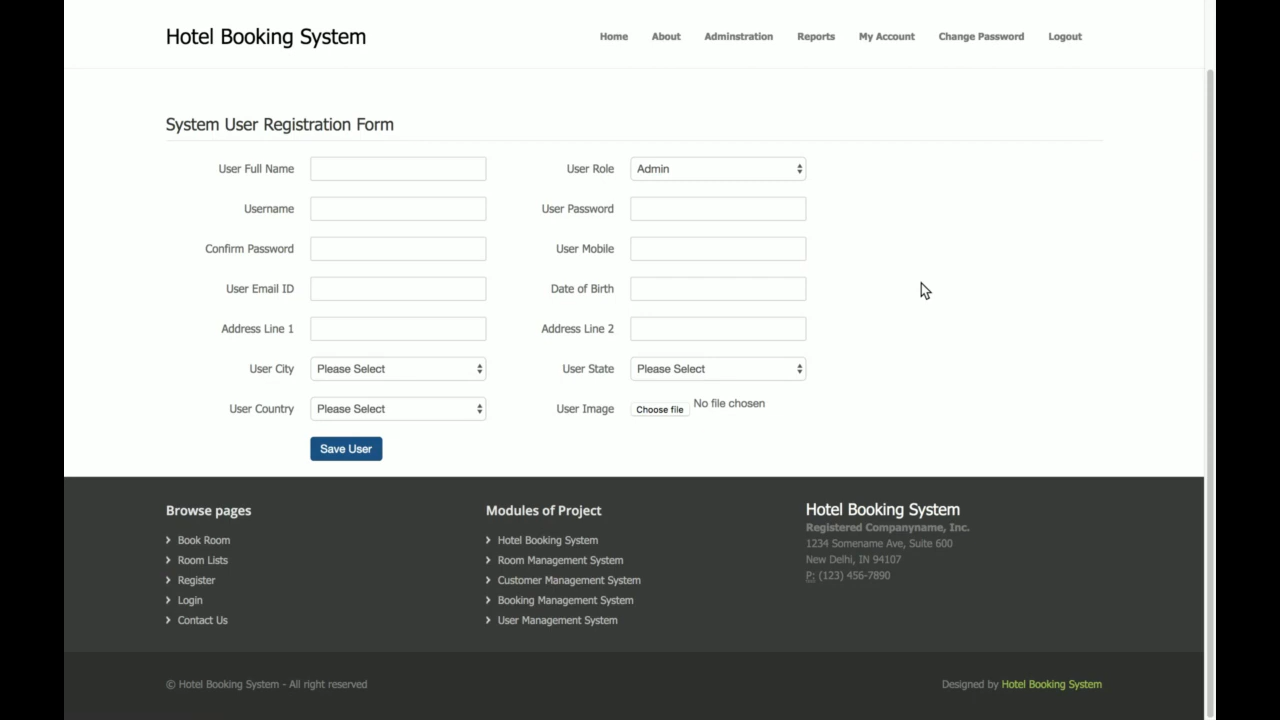 Hotel Booking System
Home About Adminstration Reports My Account Change Password Logout
System User Registration Form
User Full Name User Role Admin
Username User Password
Confirm Password User Mobile
User Email ID Date of Birth
Address Line 1 Address Line 2
User City Please Select User State Please Select
User Country Please Select User Image Choose file No file chosen
Save User
Browse pages
Book Room
Room Lists
Register
Login
Contact Us
Modules of Project
Hotel Booking System
Room Management System
Customer Management System
Booking Management System
User Management System
Hotel Booking System
Registered Companyname, Inc.
1234 Somename Ave, Suite 600
New Delhi, IN 94107
P: (123) 456-7890
© Hotel Booking System - All right reserved
Designed by Hotel Booking System